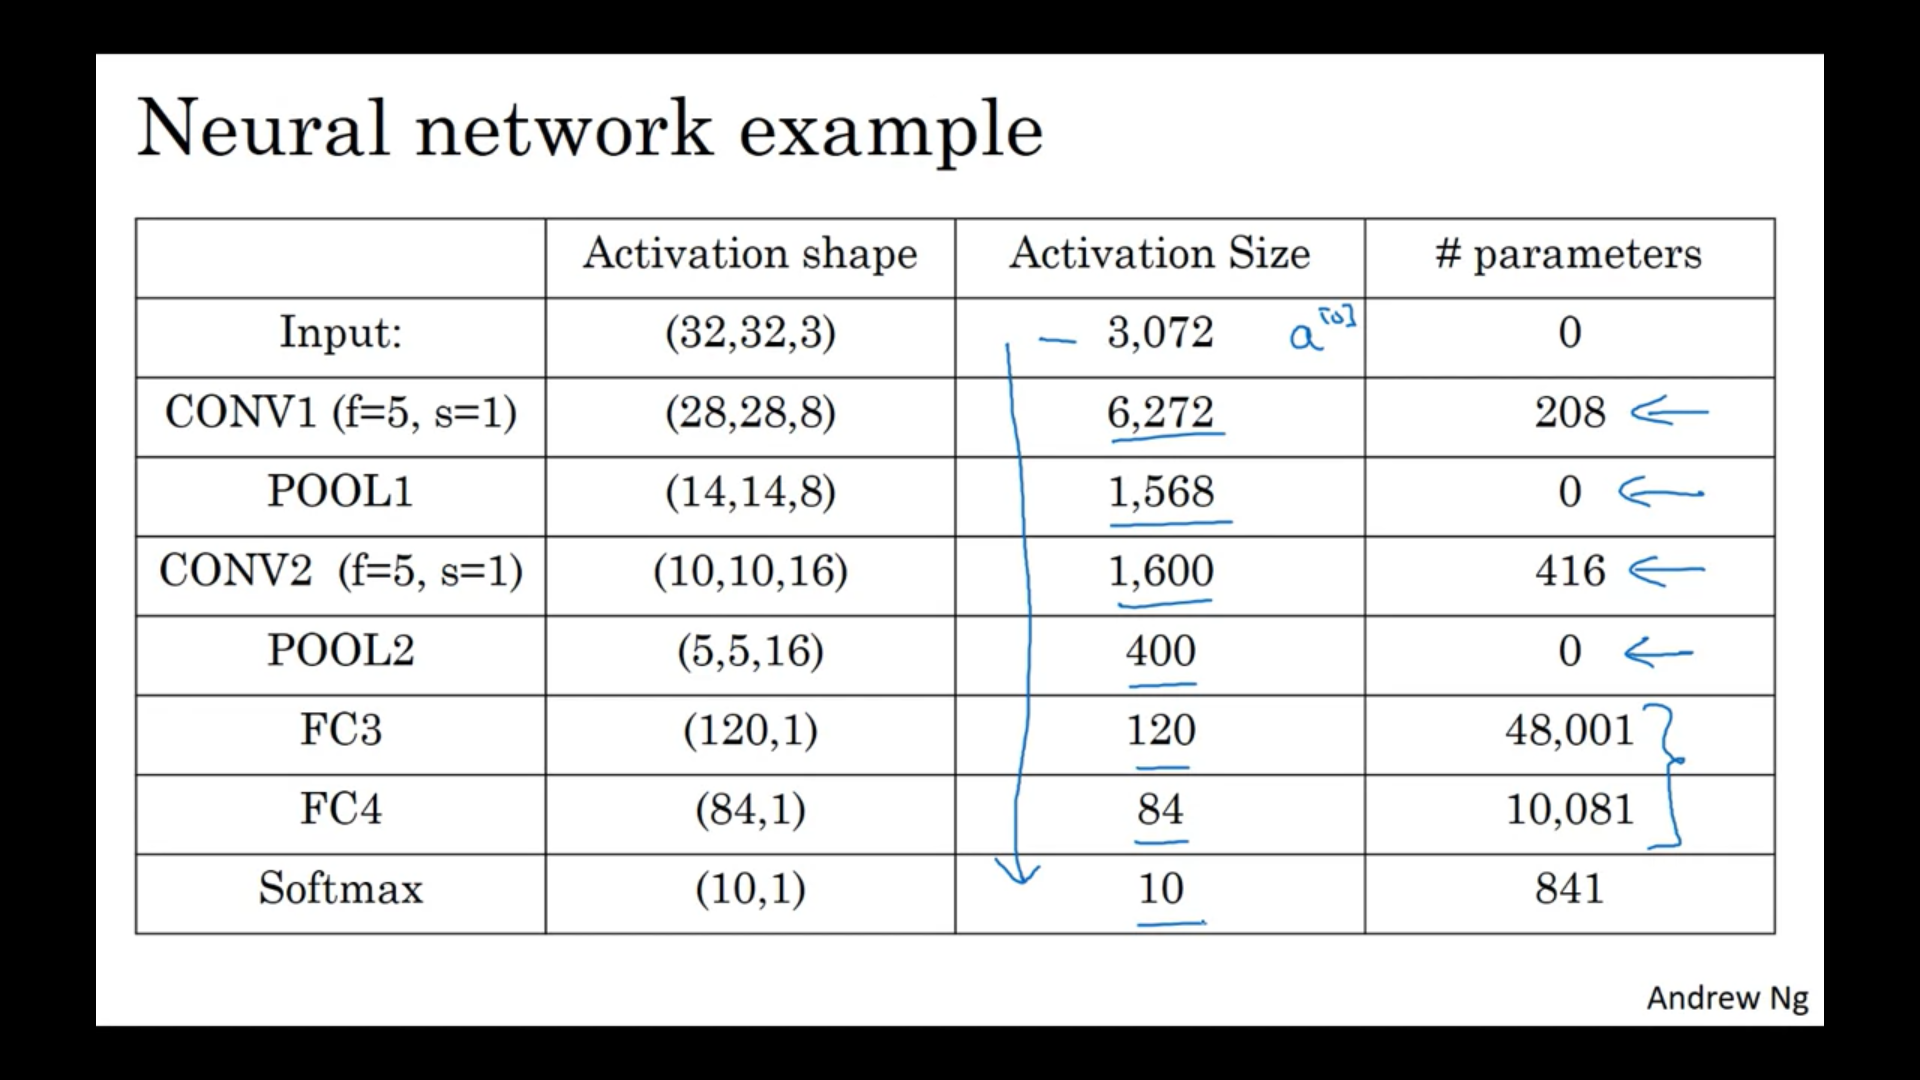 Neural network example
Activation shape Activation Size # parameters
Input: (32,32,3) 3,072 a[0] 0
CONV1 (f=5, s=1) (28,28,8) 6,272 208
POOL1 (14,14,8) 1,568 0
CONV2 (f=5, s=1) (10,10,16) 1,600 416
POOL2 (5,5,16) 400 0
FC3 (120,1) 120 48,001
FC4 (84,1) 84 10,081
Softmax (10,1) 10 841
Andrew Ng